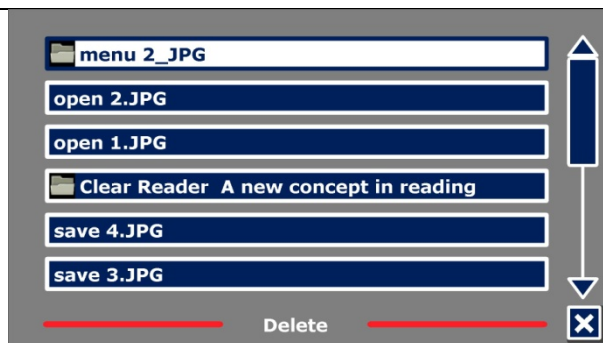 menu 2_JPG
open 2.JPG
open 1.JPG
Clear Reader  A new concept in reading
save 4.JPG
save 3.JPG
Delete